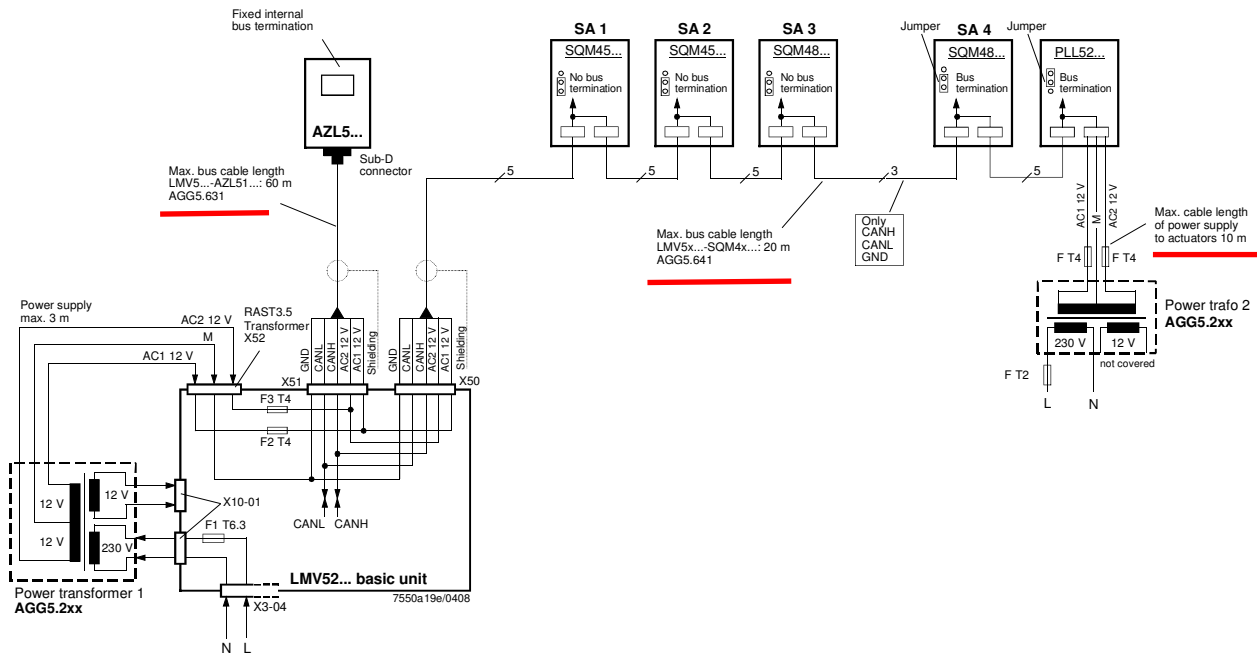 Fixed internal
bus termination
AZL5...
Sub-D
connector
Max. bus cable length
LMV5...-AZL51...: 60 m
AGG5.631
SA 1
SQM45...
No bus
termination
SA 2
SQM45...
No bus
termination
SA 3
SQM48...
No bus
termination
Jumper
SA 4
SQM48...
Bus
termination
Jumper
PLL52...
Bus
termination
5
5
5
3
5
Only
CANH
CANL
GND
Max. bus cable length
LMV5x...-SQM4x...: 20 m
AGG5.641
AC1 12 V
M
AC2 12 V
Max. cable length
of power supply
to actuators 10 m
F T4
F T4
Power trafo 2
AGG5.2xx
230 V
12 V
not covered
F T2
L
N
Power supply
max. 3 m
AC2 12 V
M
AC1 12 V
RAST3.5
Transformer
X52
GND
CANL
CANH
AC2 12 V
AC1 12 V
Shielding
GND
CANL
CANH
AC2 12 V
AC1 12 V
Shielding
X51
X50
F3 T4
F2 T4
12 V
12 V
12 V
230 V
X10-01
F1 T6.3
CANL
CANH
LMV52... basic unit
7550a19e/0408
Power transformer 1
AGG5.2xx
X3-04
N
L